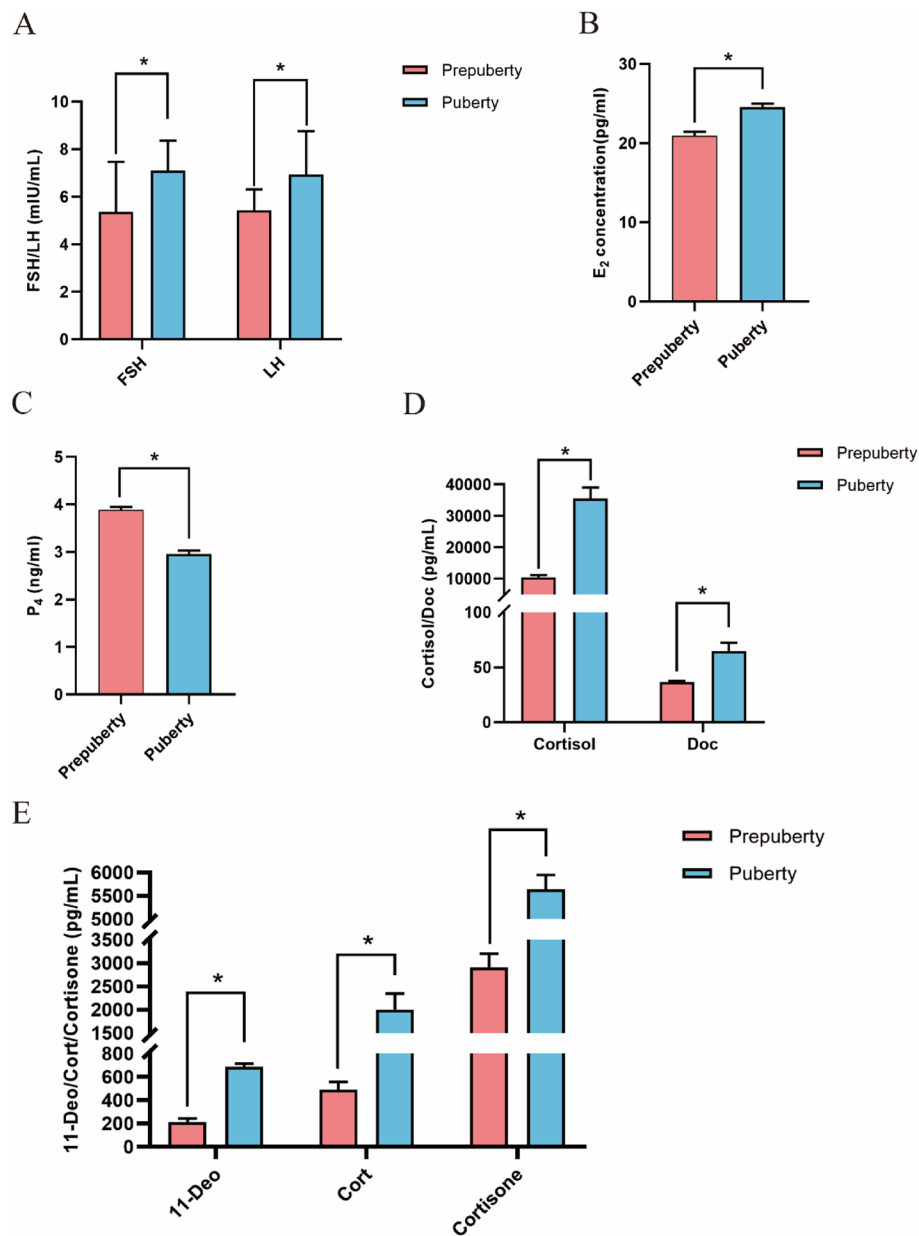 A
*
*
Prepuberty
Puberty
FSH/LH (mIU/mL)
10
8
6
4
2
0
FSH
LH
B
*
E2 concentration(pg/ml)
30
20
10
0
Prepuberty
Puberty
C
*
P4 (ng/ml)
5
4
3
2
1
0
Prepuberty
Puberty
D
*
*
Prepuberty
Puberty
Cortisol/Doc (pg/mL)
40000
30000
20000
10000
100
50
0
Cortisol
Doc
E
*
*
*
Prepuberty
Puberty
11-Deo/Cort/Cortisone (pg/mL)
6000
5500
5000
3500
3000
2000
1500
800
600
400
200
0
11-Deo
Cort
Cortisone